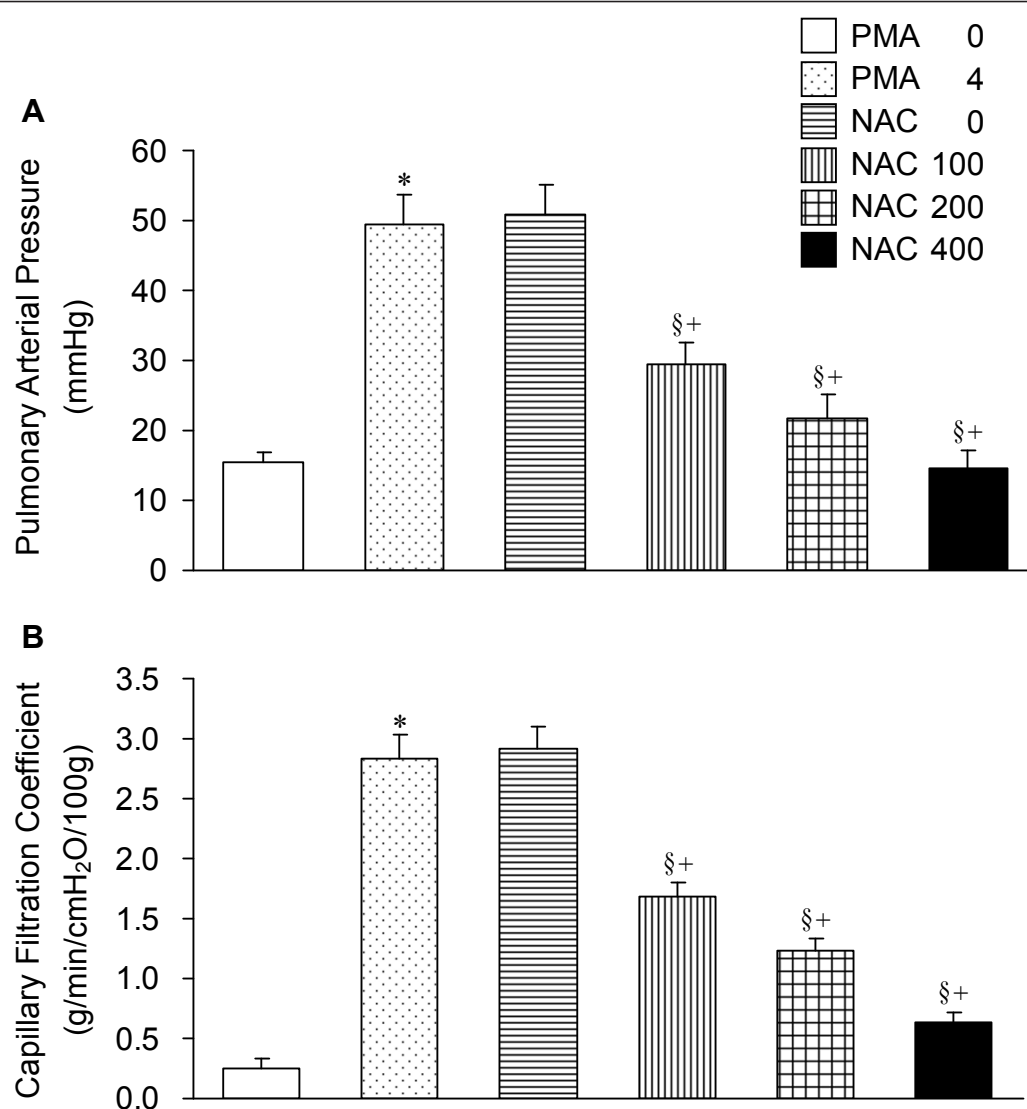 PMA 0
PMA 4
NAC 0
NAC 100
NAC 200
NAC 400
A
Pulmonary Arterial Pressure
(mmHg)
60
50
40
30
20
10
0
*
§+
§+
§+
B
Capillary Filtration Coefficient
(g/min/cmH₂O/100g)
3.5
3.0
2.5
2.0
1.5
1.0
0.5
0.0
*
§+
§+
§+